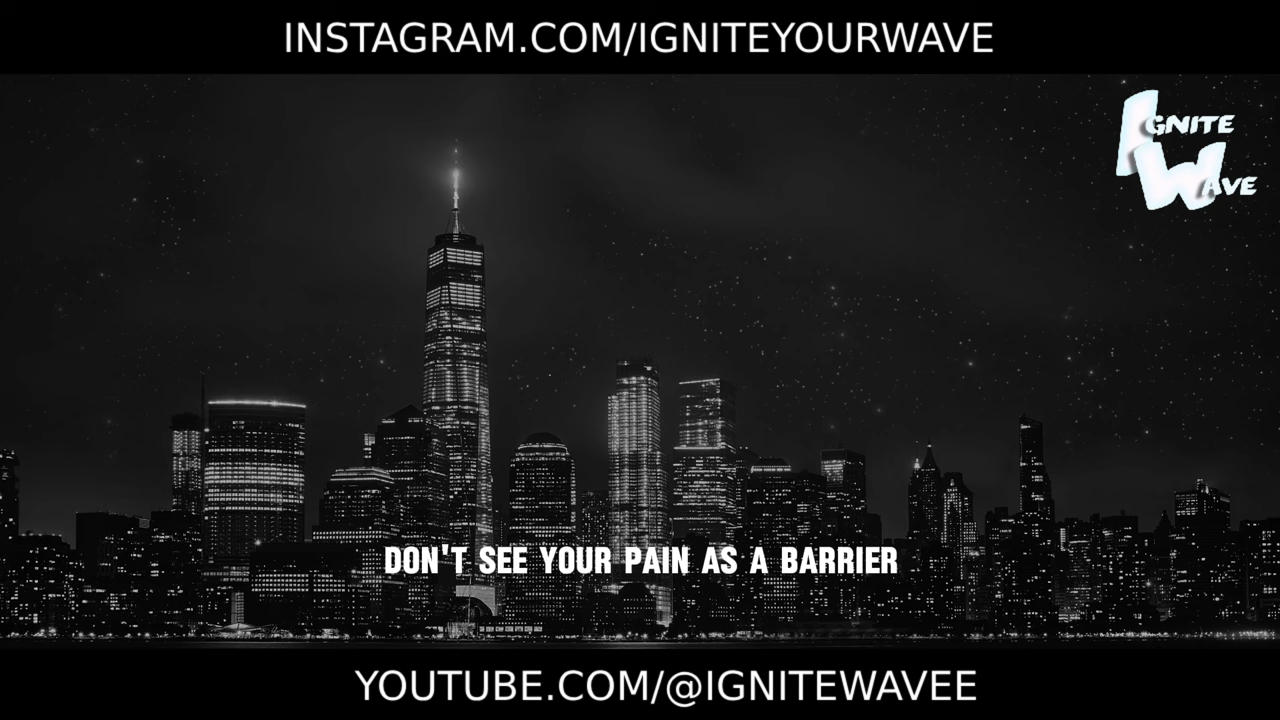 INSTAGRAM.COM/IGNITEYOURWAVE
IGNITE
WAVE
DON'T SEE YOUR PAIN AS A BARRIER
YOUTUBE.COM/@IGNITEWAVEE